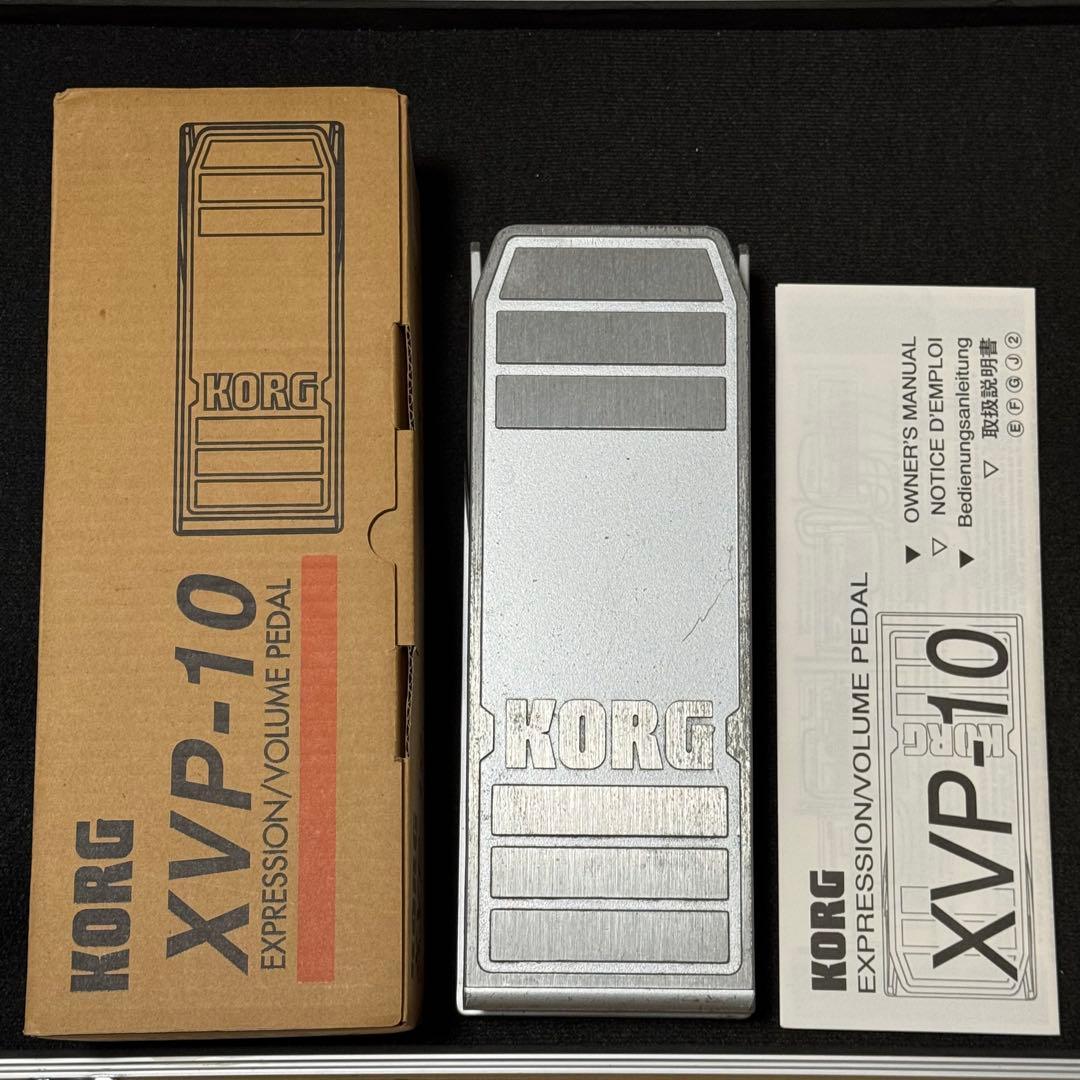 KORG
KORG
XVP-10
EXPRESSION/VOLUME PEDAL
KORG
KORG
EXPRESSION/VOLUME PEDAL
XVP-10
KORG
▼ OWNER'S MANUAL
▽ NOTICE D'EMPLOI
▼ Bedienungsanleitung
▽ 取扱説明書
Ⓔ Ⓕ Ⓖ Ⓙ ②